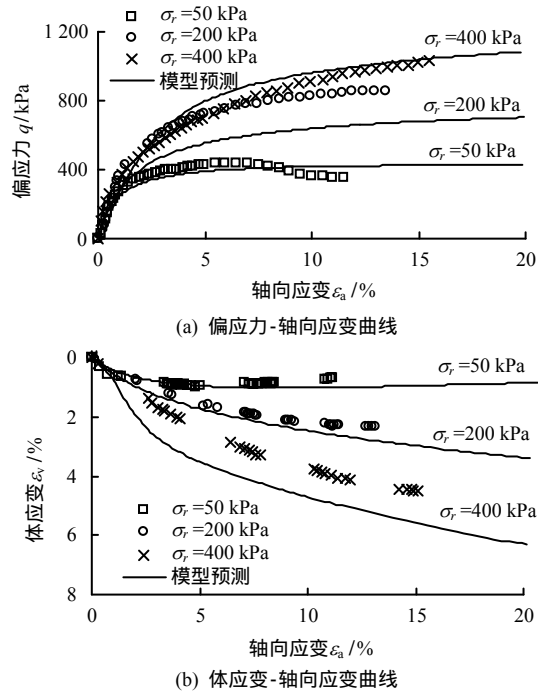 1 200
800
400
0
偏应力 q/kPa
σr=50 kPa
σr=200 kPa
σr=400 kPa
模型预测
σr=400 kPa
σr=200 kPa
σr=50 kPa
0 5 10 15 20
轴向应变εa /%
(a) 偏应力-轴向应变曲线
0
2
4
6
8
体应变εv /%
σr=50 kPa
σr=200 kPa
σr=400 kPa
σr=50 kPa
σr=200 kPa
σr=400 kPa
模型预测
0 5 10 15 20
轴向应变εa /%
(b) 体应变-轴向应变曲线